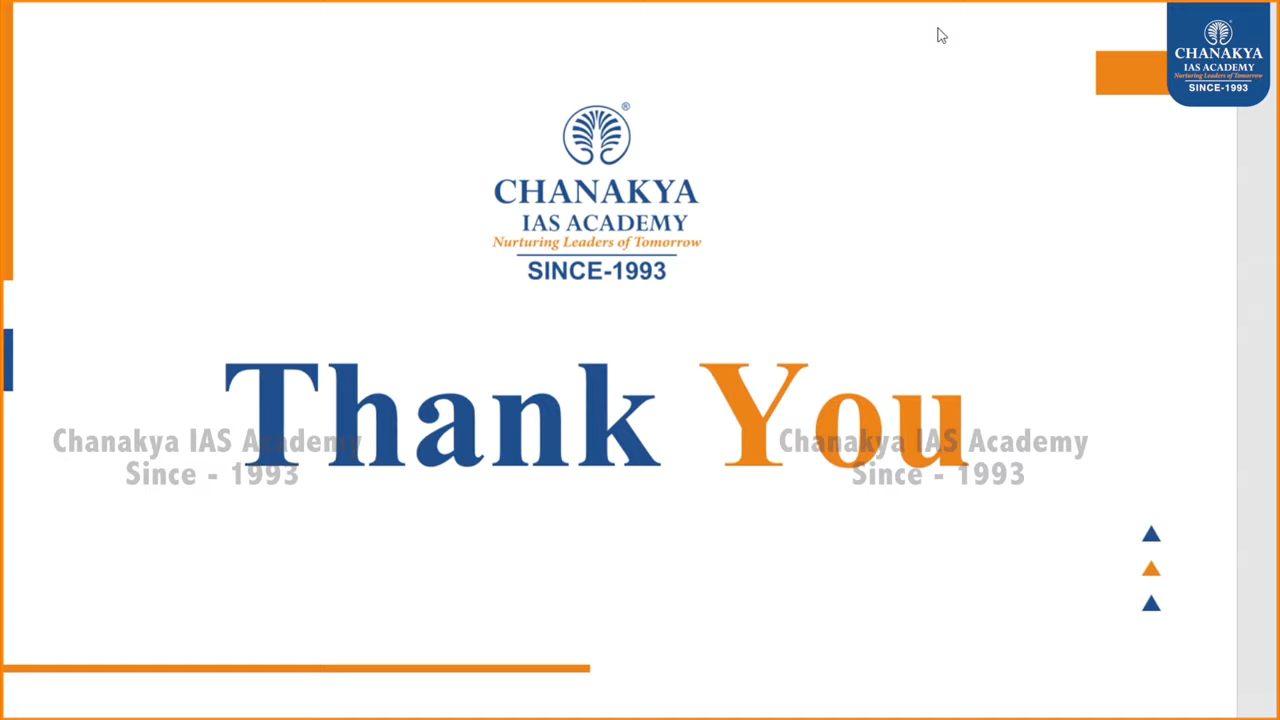 CHANAKYA
IAS ACADEMY
Nurturing Leaders of Tomorrow
SINCE-1993
®
CHANAKYA
IAS ACADEMY
Nurturing Leaders of Tomorrow
SINCE-1993
Thank You
Chanakya IAS Academy
Since - 1993
Chanakya IAS Academy
Since - 1993